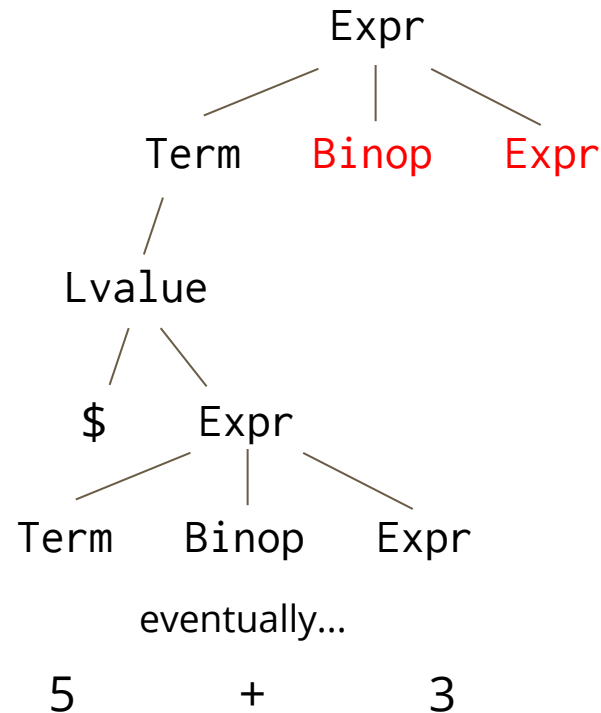 Expr
Term Binop Expr
Lvalue
$ Expr
Term Binop Expr
eventually...
5 + 3